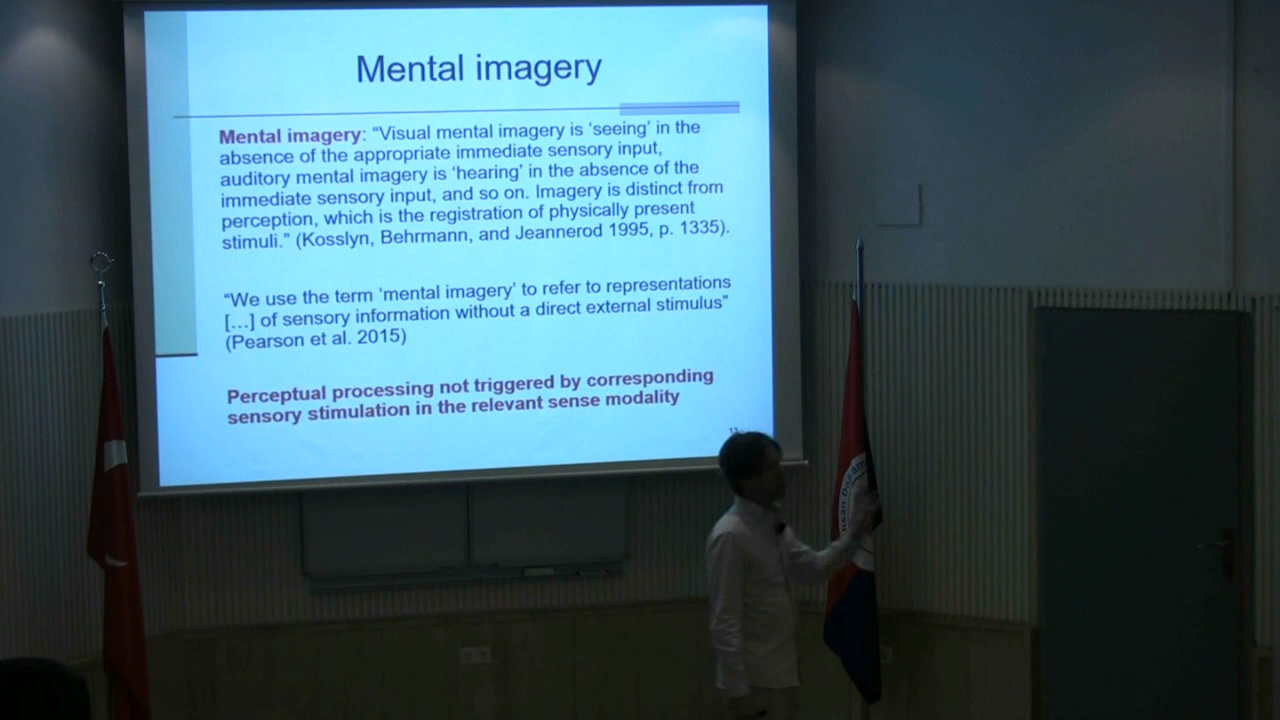 Mental imagery
Mental imagery: “Visual mental imagery is ‘seeing’ in the
absence of the appropriate immediate sensory input,
auditory mental imagery is ‘hearing’ in the absence of the
immediate sensory input, and so on. Imagery is distinct from
perception, which is the registration of physically present
stimuli.” (Kosslyn, Behrmann, and Jeannerod 1995, p. 1335).
“We use the term ‘mental imagery’ to refer to representations
[…] of sensory information without a direct external stimulus”
(Pearson et al. 2015)
Perceptual processing not triggered by corresponding
sensory stimulation in the relevant sense modality